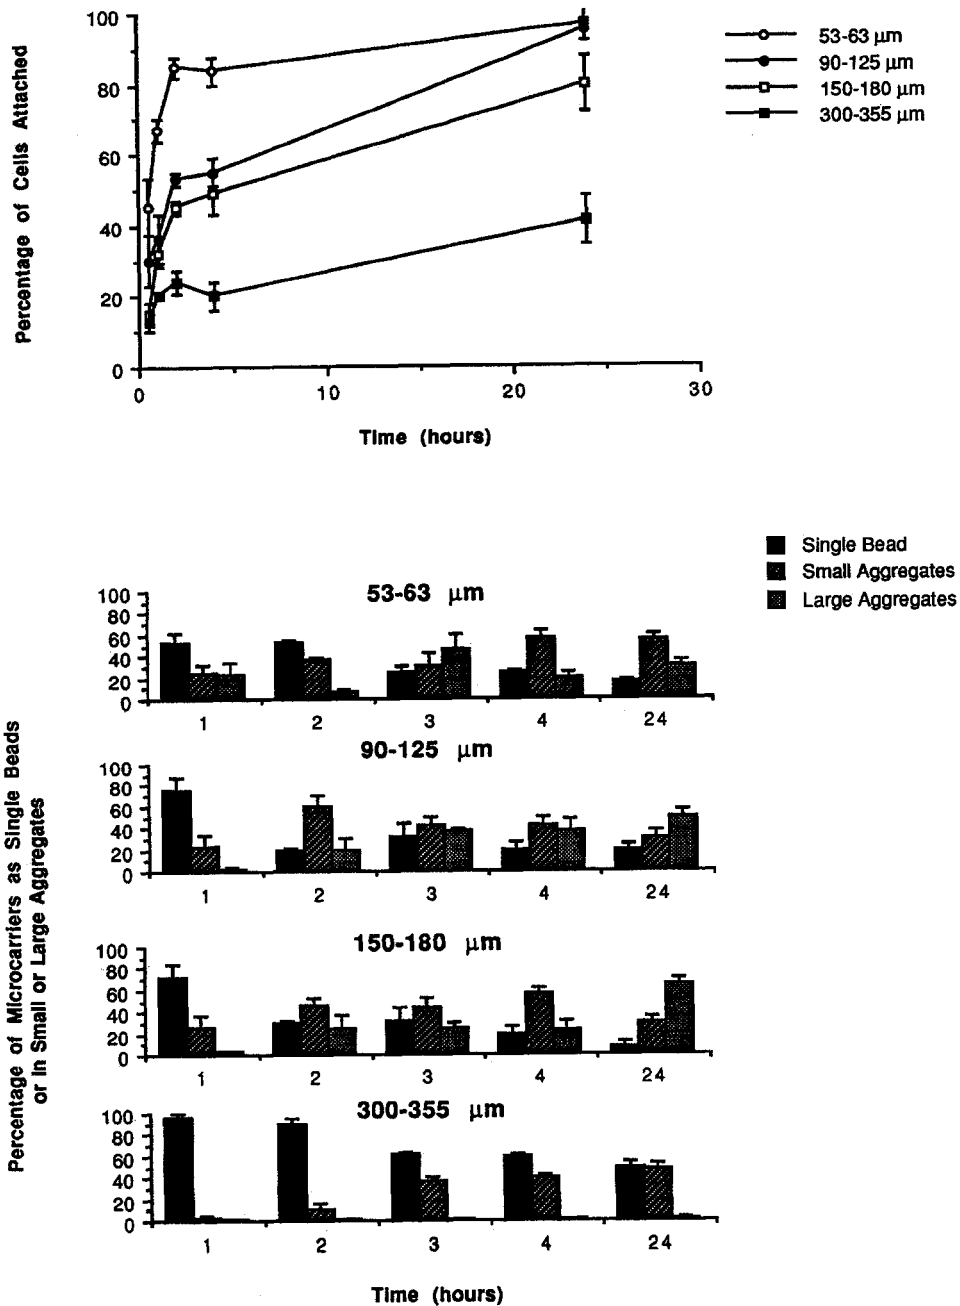 Percentage of Cells Attached
100
80
60
40
20
0
0 10 20 30
Time (hours)
53-63 µm
90-125 µm
150-180 µm
300-355 µm
Single Bead
Small Aggregates
Large Aggregates
Percentage of Microcarriers as Single Beads
or in Small or Large Aggregates
53-63 µm
100
80
60
40
20
0
1 2 3 4 24
90-125 µm
100
80
60
40
20
0
1 2 3 4 24
150-180 µm
100
80
60
40
20
0
1 2 3 4 24
300-355 µm
100
80
60
40
20
0
1 2 3 4 24
Time (hours)